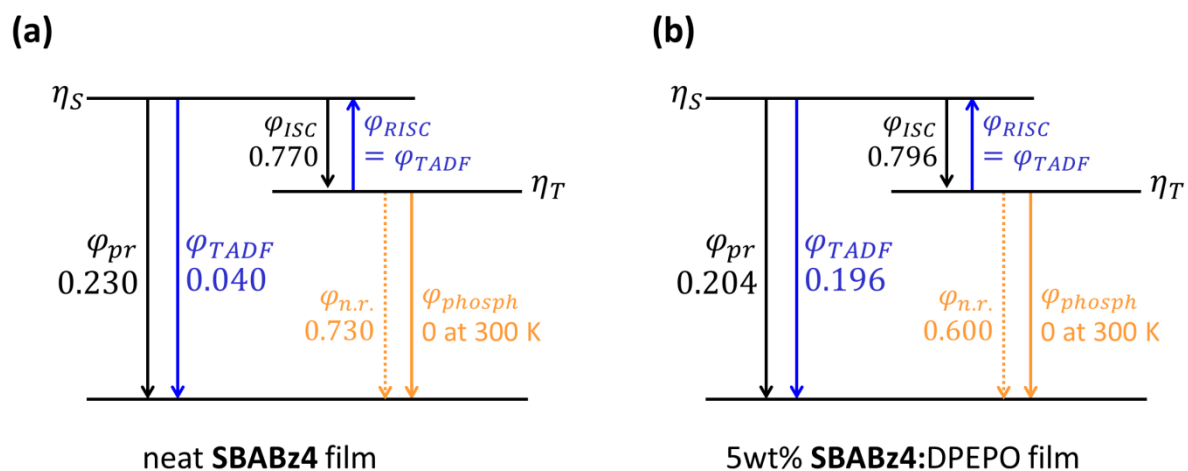 (a)
η_S
φ_ISC
0.770
φ_RISC
= φ_TADF
η_T
φ_pr
0.230
φ_TADF
0.040
φ_n.r.
0.730
φ_phosph
0 at 300 K
neat SBABz4 film
(b)
η_S
φ_ISC
0.796
φ_RISC
= φ_TADF
η_T
φ_pr
0.204
φ_TADF
0.196
φ_n.r.
0.600
φ_phosph
0 at 300 K
5wt% SBABz4:DPEPO film